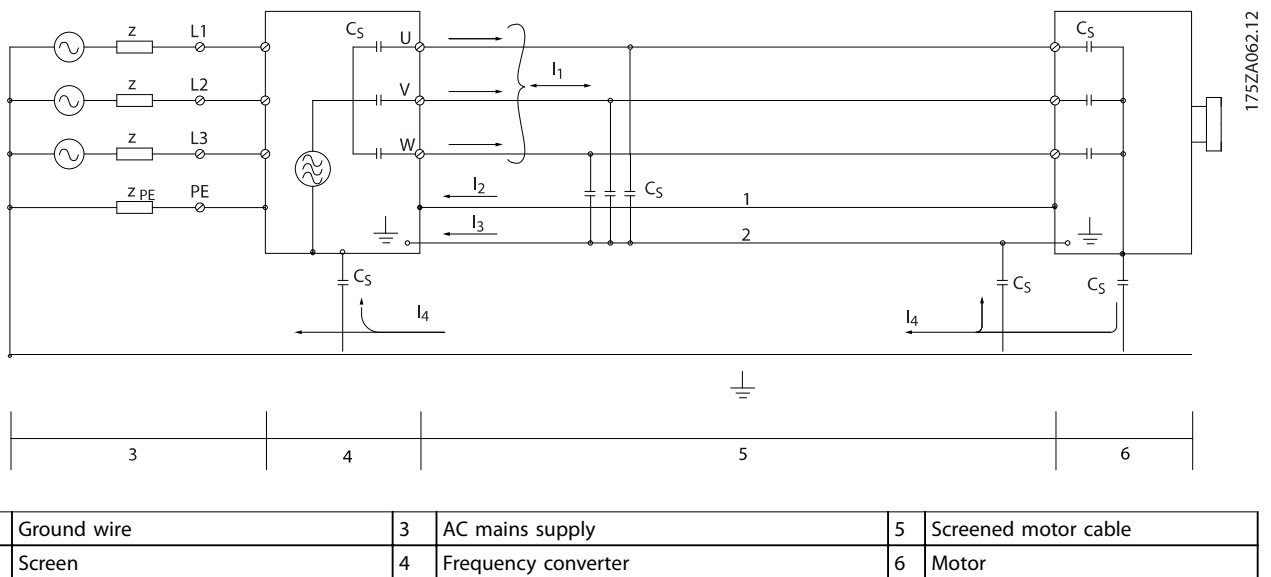 z L1 C_S U C_S
I_1
z L2 V
z L3 W
z PE PE I_2 C_S 1
I_3 2
C_S C_S C_S
I_4 I_4
3 4 5 6
175ZA062.12
Ground wire 3 AC mains supply 5 Screened motor cable
Screen 4 Frequency converter 6 Motor